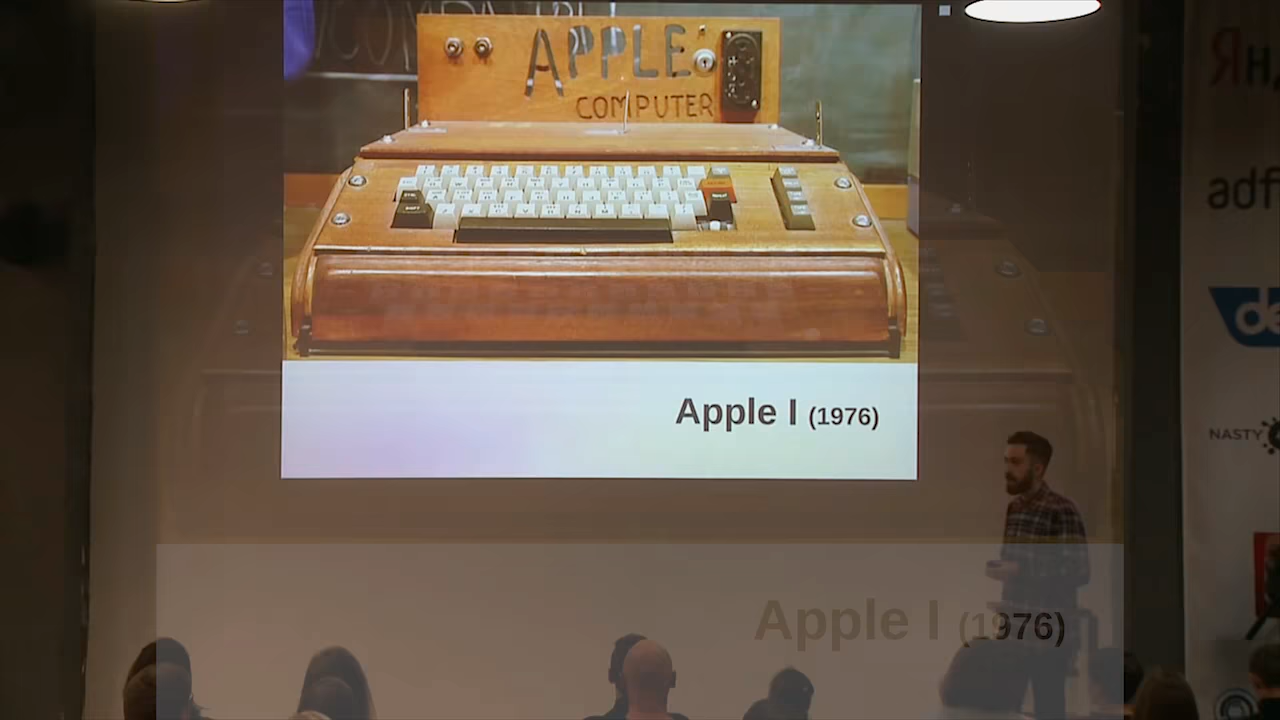 APPLE
COMPUTER
Apple I (1976)
Apple I (1976)
adf
NASTY